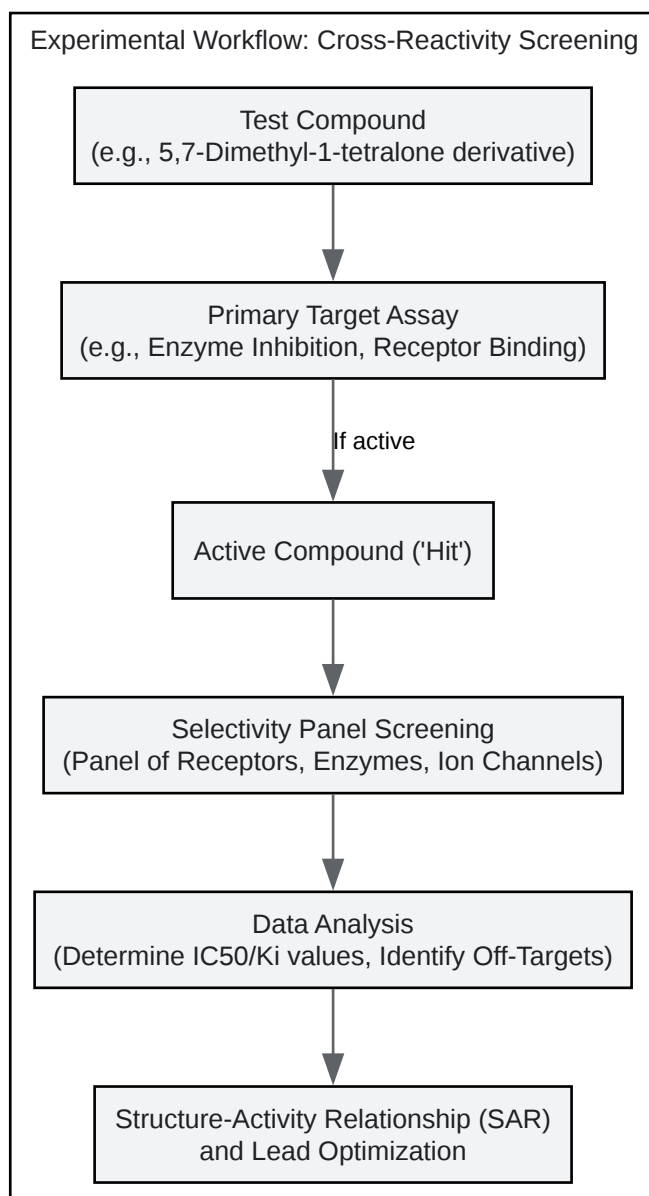 Experimental Workflow: Cross-Reactivity Screening
Test Compound
(e.g., 5,7-Dimethyl-1-tetralone derivative)
Primary Target Assay
(e.g., Enzyme Inhibition, Receptor Binding)
If active
Active Compound ('Hit')
Selectivity Panel Screening
(Panel of Receptors, Enzymes, Ion Channels)
Data Analysis
(Determine IC50/Ki values, Identify Off-Targets)
Structure-Activity Relationship (SAR)
and Lead Optimization